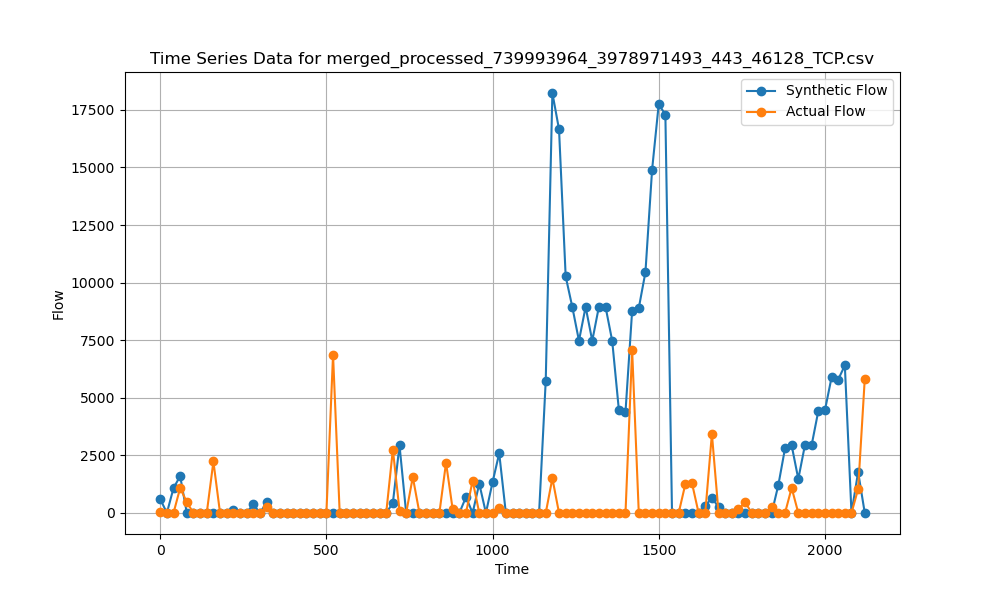 Time Series Data for merged_processed_739993964_3978971493_443_46128_TCP.csv
Synthetic Flow
Actual Flow
17500
15000
12500
10000
7500
5000
2500
0
Flow
0 500 1000 1500 2000
Time